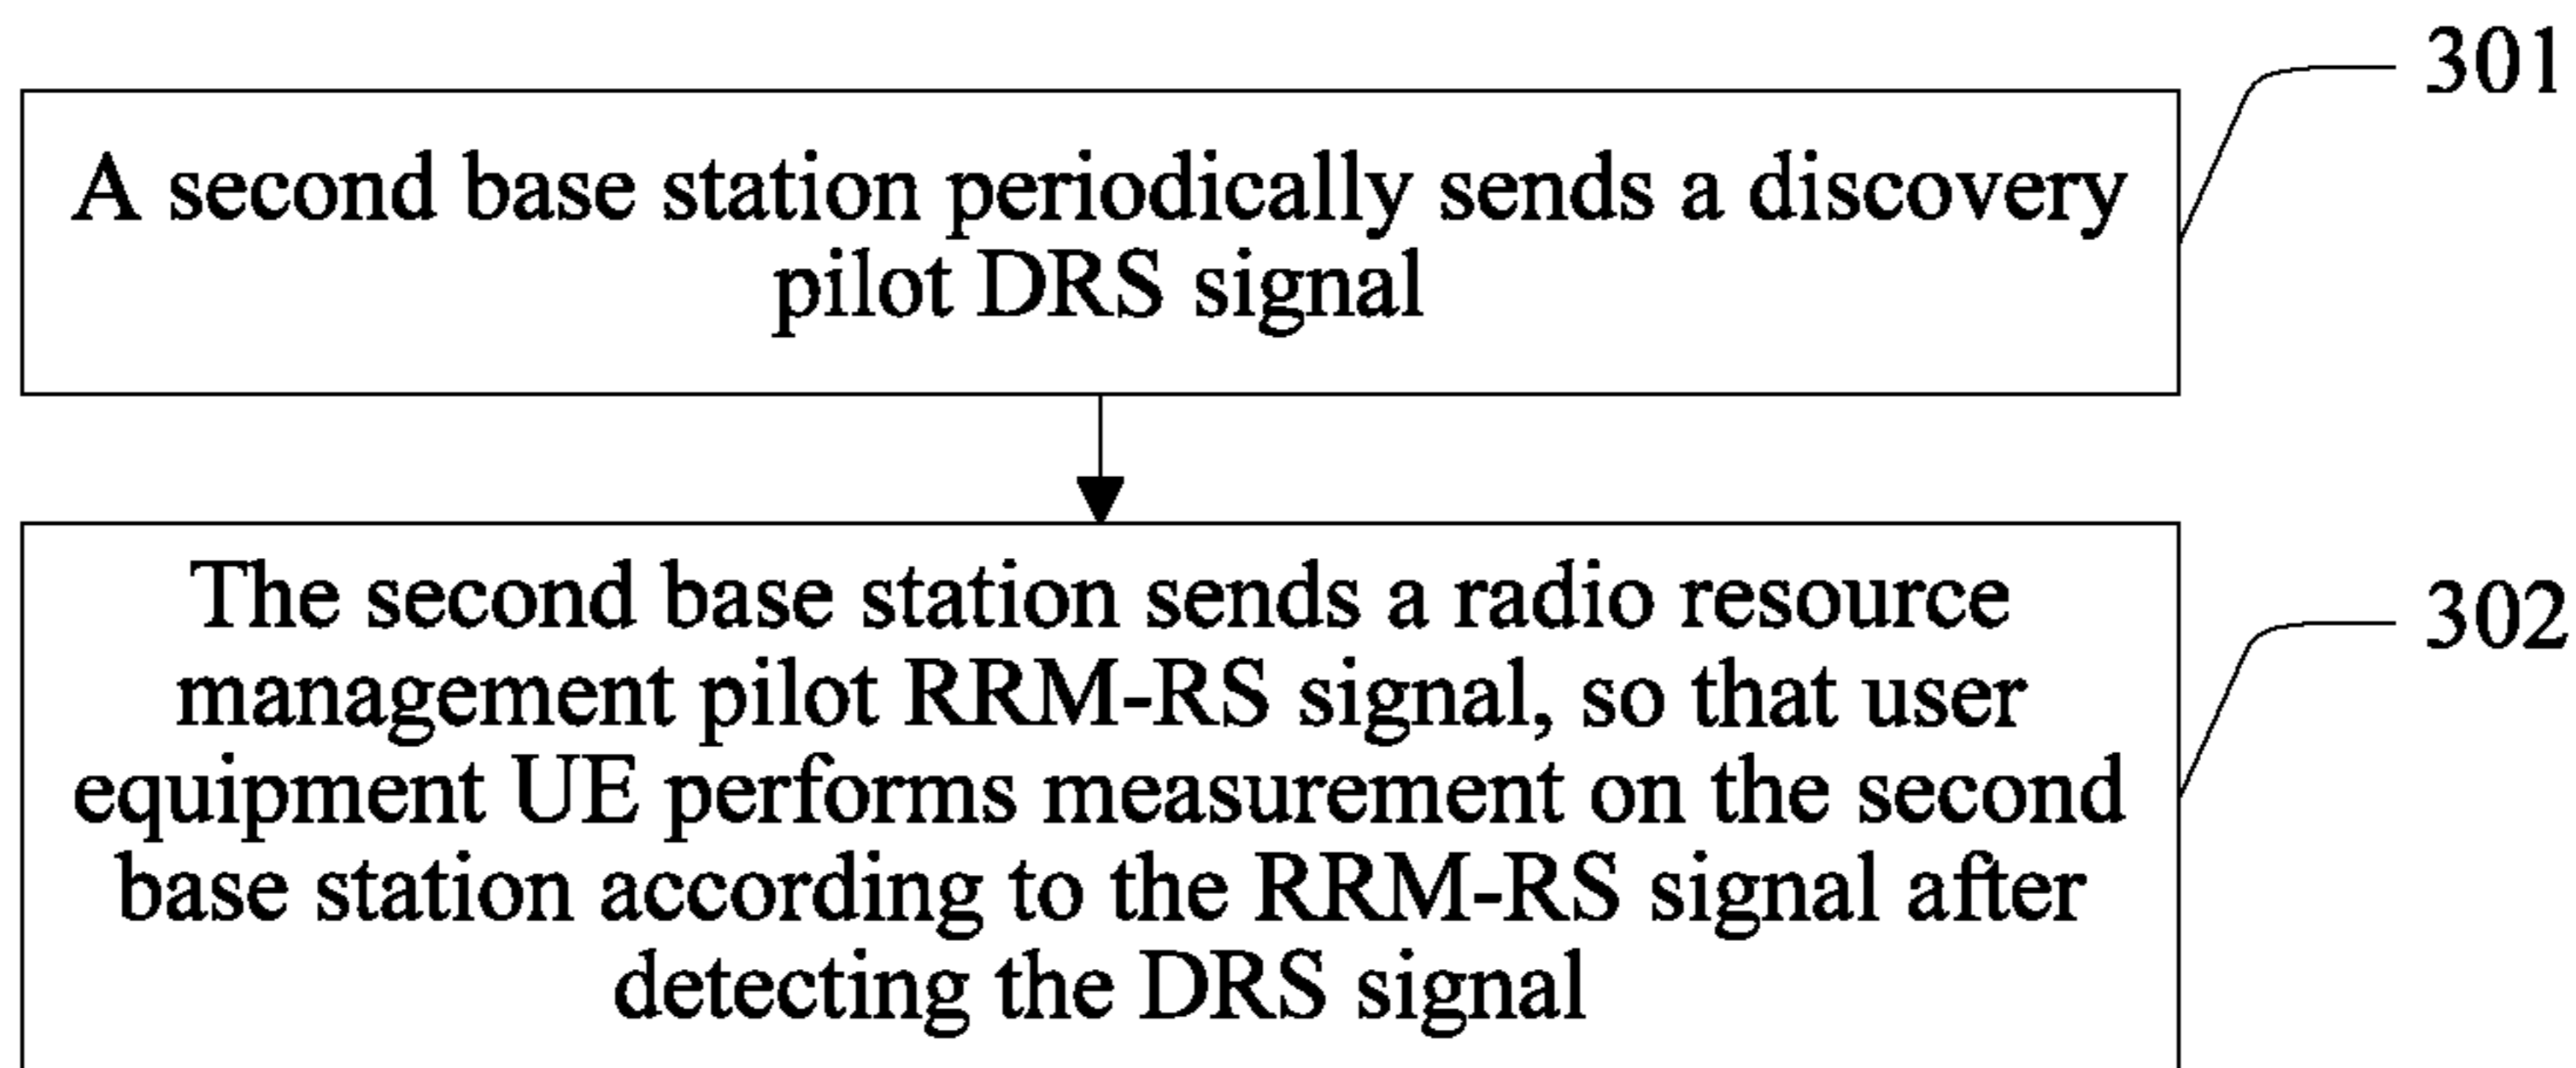 301
A second base station periodically sends a discovery
pilot DRS signal
The second base station sends a radio resource
302
management pilot RRM-RS signal, so that user
equipment UE performs measurement on the second
base station according to the RRM-RS signal after
detecting the DRS signal